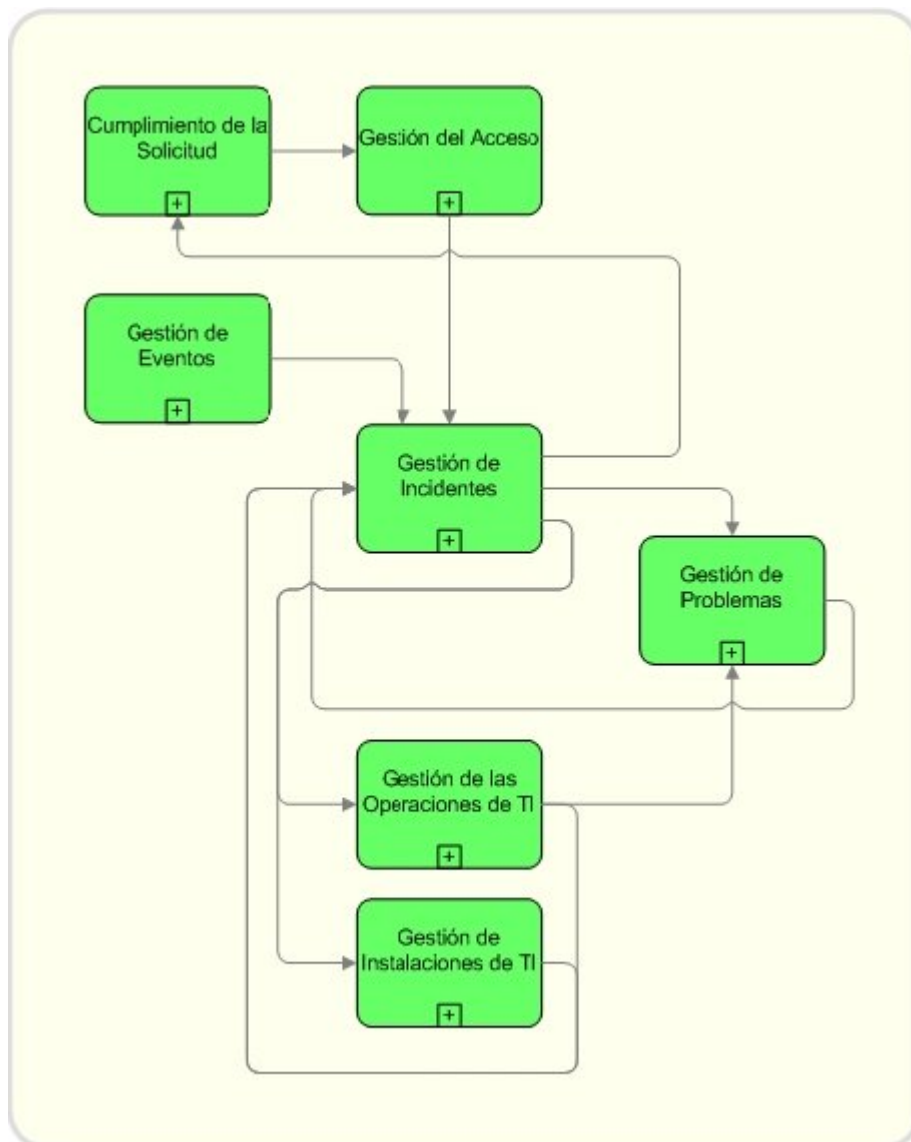 Cumplimiento de la
Solicitud
Gestión del Acceso
Gestión de
Eventos
Gestión de
Incidentes
Gestión de
Problemas
Gestión de las
Operaciones de TI
Gestión de
Instalaciones de TI